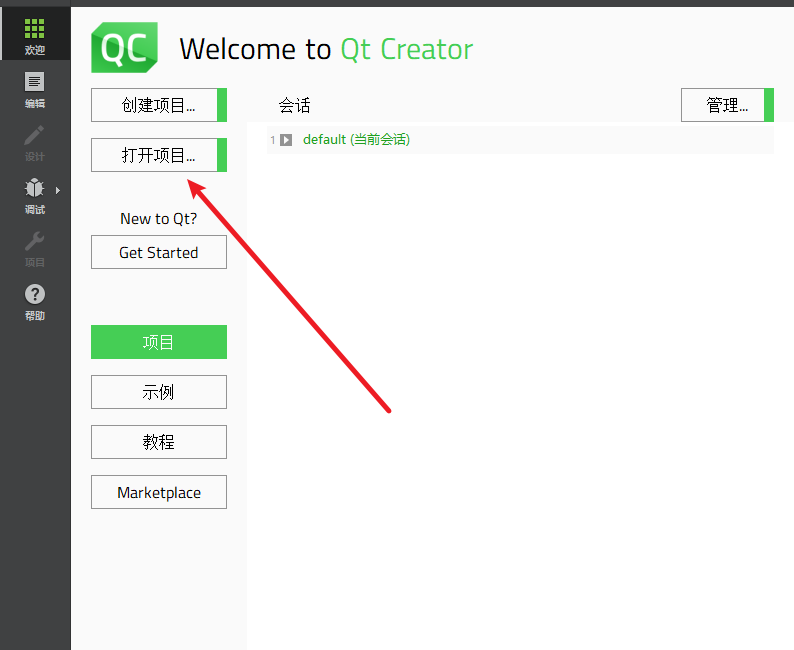 欢迎
编辑
设计
调试
项目
帮助
QC
Welcome to Qt Creator
创建项目...
打开项目...
New to Qt?
Get Started
项目
示例
教程
Marketplace
会话
管理...
1 default (当前会话)